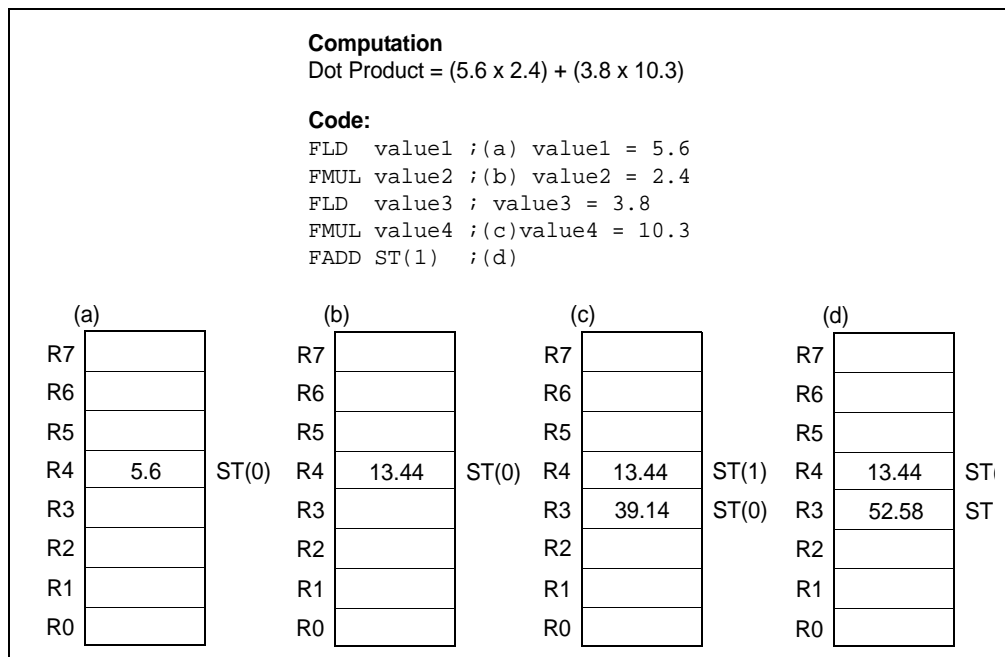 Computation
Dot Product = (5.6 x 2.4) + (3.8 x 10.3)
Code:
FLD  value1 ;(a) value1 = 5.6
FMUL value2 ;(b) value2 = 2.4
FLD  value3 ; value3 = 3.8
FMUL value4 ;(c)value4 = 10.3
FADD ST(1)  ;(d)
(a)
R7
R6
R5
R4 5.6 ST(0)
R3
R2
R1
R0
(b)
R7
R6
R5
R4 13.44 ST(0)
R3
R2
R1
R0
(c)
R7
R6
R5
R4 13.44 ST(1)
R3 39.14 ST(0)
R2
R1
R0
(d)
R7
R6
R5
R4 13.44 ST(
R3 52.58 ST
R2
R1
R0